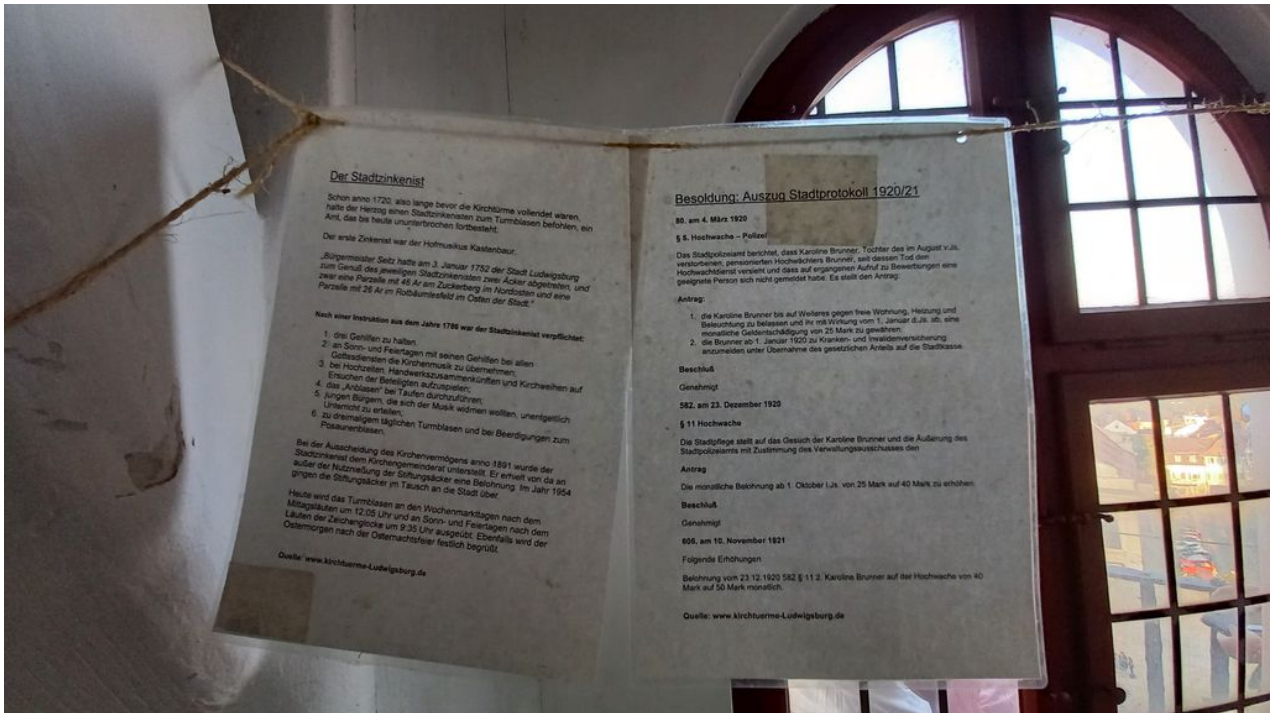 Der Stadtzinkenist
Schon anno 1720, also lange bevor die Kirchtürme vollendet waren,
hatte der Herzog einen Stadtzinkenisten zum Turmblasen befohlen, ein
Amt, das bis heute ununterbrochen fortbesteht.
Der erste Zinkenist war der Hofmusikus Kastenbaur.
„Bürgermeister Seitz hatte am 3. Januar 1752 der Stadt Ludwigsburg
zum Genuß des jeweiligen Stadtzinkenisten zwei Äcker abgetreten, und
zwar eine Parzelle mit 46 Ar am Zuckerberg im Nordosten und eine
Parzelle mit 26 Ar im Rotbäumlesfeld im Osten der Stadt."
Nach einer Instruktion aus dem Jahre 1786 war der Stadtzinkenist verpflichtet:
1. drei Gehilfen zu halten.
2. an Sonn- und Feiertagen mit seinen Gehilfen bei allen
Gottesdiensten die Kirchenmusik zu übernehmen;
3. bei Hochzeiten, Handwerkszusammenkünften und Kirchweihen auf
Ersuchen der Beteiligten aufzuspielen;
4. das „Anblasen" bei Taufen durchzuführen;
5. jungen Bürgern, die sich der Musik widmen wollten, unentgeltlich
Unterricht zu erteilen;
6. zu dreimaligem täglichen Turmblasen und bei Beerdigungen zum
Posaunenblasen.
Bei der Ausscheidung des Kirchenvermögens anno 1891 wurde der
Stadtzinkenist dem Kirchengemeinderat unterstellt. Er erhielt von da an
außer der Nutznießung der Stiftungsäcker eine Belohnung. Im Jahr 1954
gingen die Stiftungsäcker im Tausch an die Stadt über.
Heute wird das Turmblasen an den Wochenmarkttagen nach dem
Mittagsläuten um 12.05 Uhr und an Sonn- und Feiertagen nach dem
Läuten der Zeichenglocke um 9:35 Uhr ausgeübt. Ebenfalls wird der
Ostermorgen nach der Osternachtsfeier festlich begrüßt.
Quelle: www.kirchtuerme-Ludwigsburg.de
Besoldung: Auszug Stadtprotokoll 1920/21
80. am 4. März 1920
§ 5. Hochwache – Polizei
Das Stadtpolizeiamt berichtet, dass Karoline Brunner, Tochter des im August v.Js.
verstorbenen, pensionierten Hochwächters Brunner, seit dessen Tod den
Hochwachtdienst versieht und dass auf ergangenen Aufruf zu Bewerbungen eine
geeignete Person sich nicht gemeldet habe. Es stellt den Antrag:
Antrag:
1. die Karoline Brunner bis auf Weiteres gegen freie Wohnung, Heizung und
Beleuchtung zu belassen und ihr mit Wirkung vom 1. Januar d.Js. ab, eine
monatliche Geldentschädigung von 25 Mark zu gewähren.
2. die Brunner ab 1. Januar 1920 zu Kranken- und Invalidenversicherung
anzumelden unter Übernahme des gesetzlichen Anteils auf die Stadtkasse.
Beschluß
Genehmigt
582. am 23. Dezember 1920
§ 11 Hochwache
Die Stadtpflege stellt auf das Gesuch der Karoline Brunner und die Äußerung des
Stadtpolizeiamts mit Zustimmung des Verwaltungsausschusses den
Antrag
Die monatliche Belohnung ab 1. Oktober l.Js. von 25 Mark auf 40 Mark zu erhöhen.
Beschluß
Genehmigt
606. am 10. November 1921
Folgende Erhöhungen
Belohnung vom 23.12.1920 582 § 11 2. Karoline Brunner auf der Hochwache von 40
Mark auf 50 Mark monatlich.
Quelle: www.kirchtuerme-Ludwigsburg.de